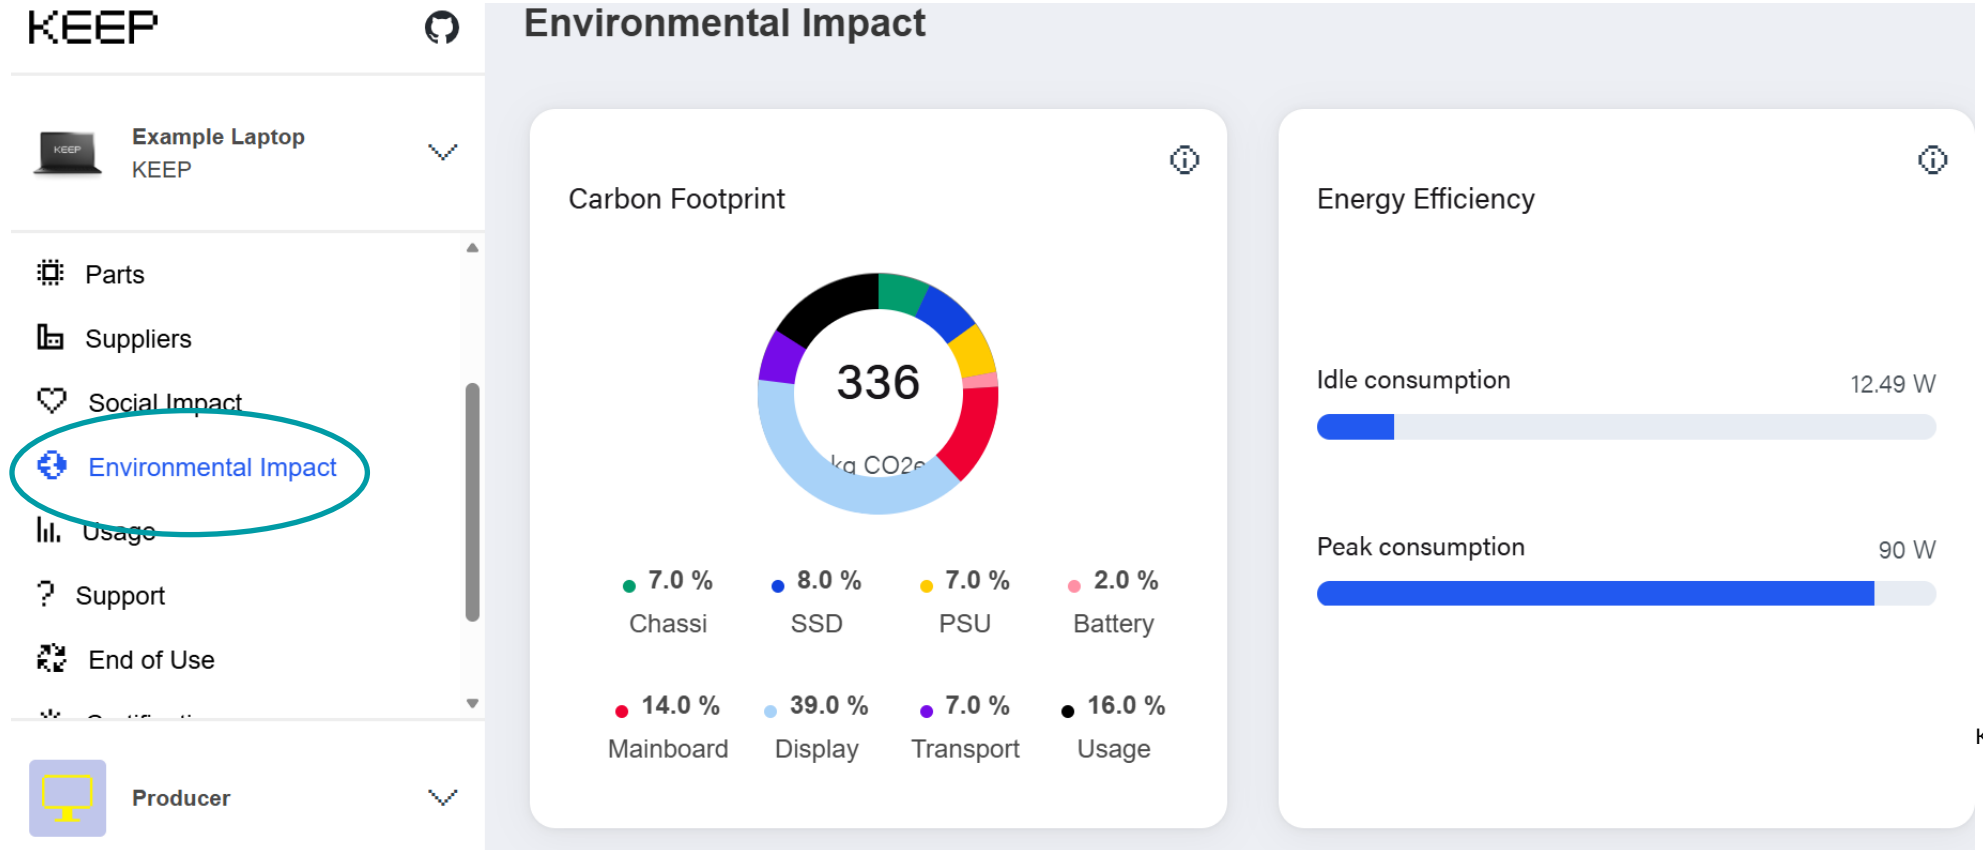 KEEP
Example Laptop
KEEP
Parts
Suppliers
Social Impact
Environmental Impact
Usage
Support
End of Use
Producer
Environmental Impact
Carbon Footprint
336
kg CO2e
7.0 %
Chassi
8.0 %
SSD
7.0 %
PSU
2.0 %
Battery
14.0 %
Mainboard
39.0 %
Display
7.0 %
Transport
16.0 %
Usage
Energy Efficiency
Idle consumption
12.49 W
Peak consumption
90 W